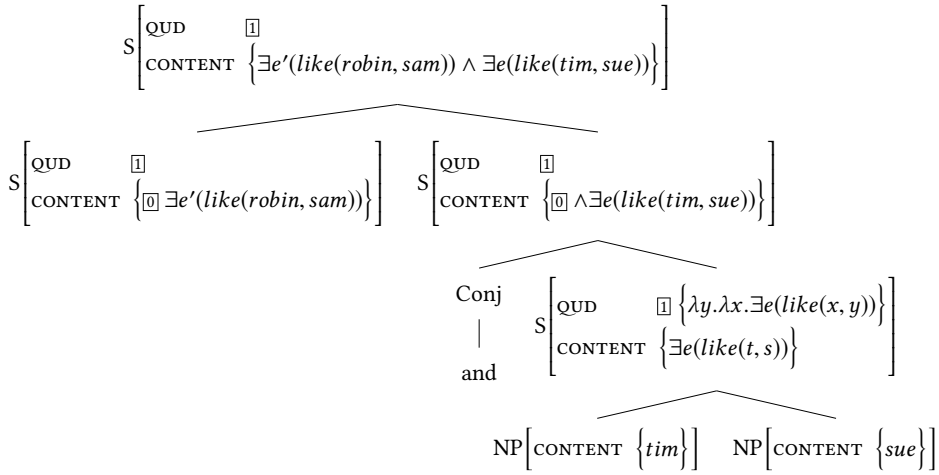 S[QUD 1
CONTENT {∃e′(like(robin, sam)) ∧ ∃e(like(tim, sue))}]
S[QUD 1
CONTENT {0 ∃e′(like(robin, sam))}]
S[QUD 1
CONTENT {0 ∧∃e(like(tim, sue))}]
Conj
and
S[QUD 1 {λy.λx.∃e(like(x, y))}
CONTENT {∃e(like(t, s))}]
NP[CONTENT {tim}] NP[CONTENT {sue}]